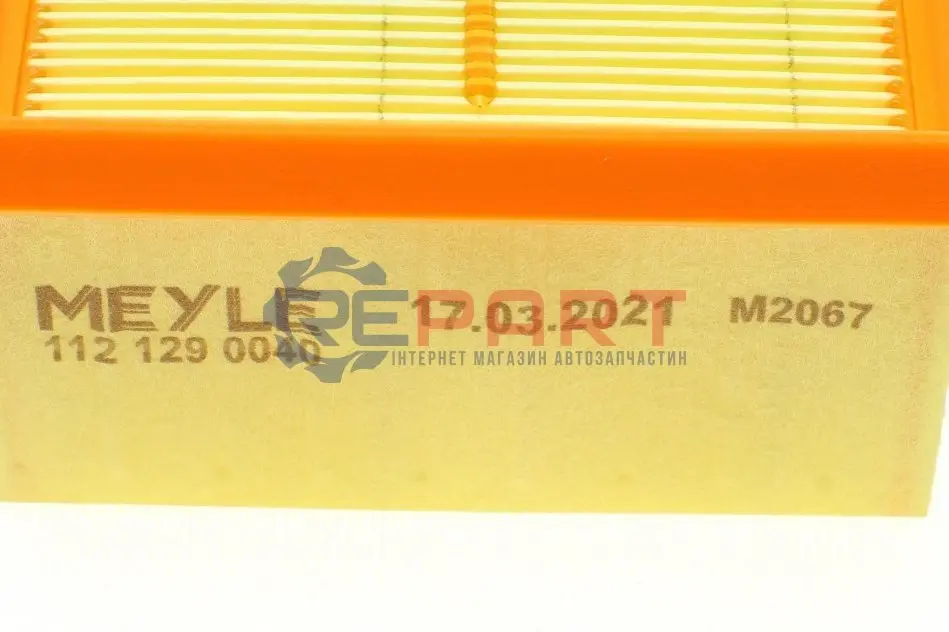 MEYLE 17.03.2021 M2067
112 129 0040
REPART
ІНТЕРНЕТ МАГАЗИН АВТОЗАПЧАСТИН